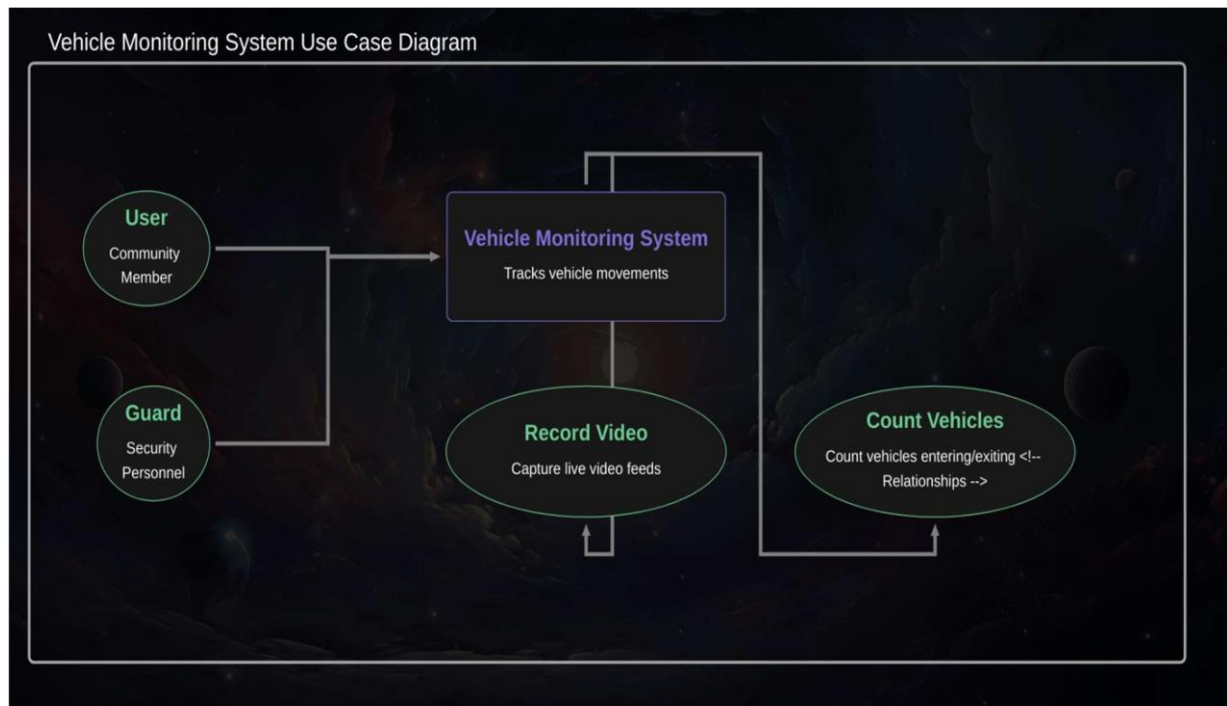 Vehicle Monitoring System Use Case Diagram
User
Community
Member
Vehicle Monitoring System
Tracks vehicle movements
Guard
Security
Personnel
Record Video
Capture live video feeds
Count Vehicles
Count vehicles entering/exiting <!--
Relationships -->